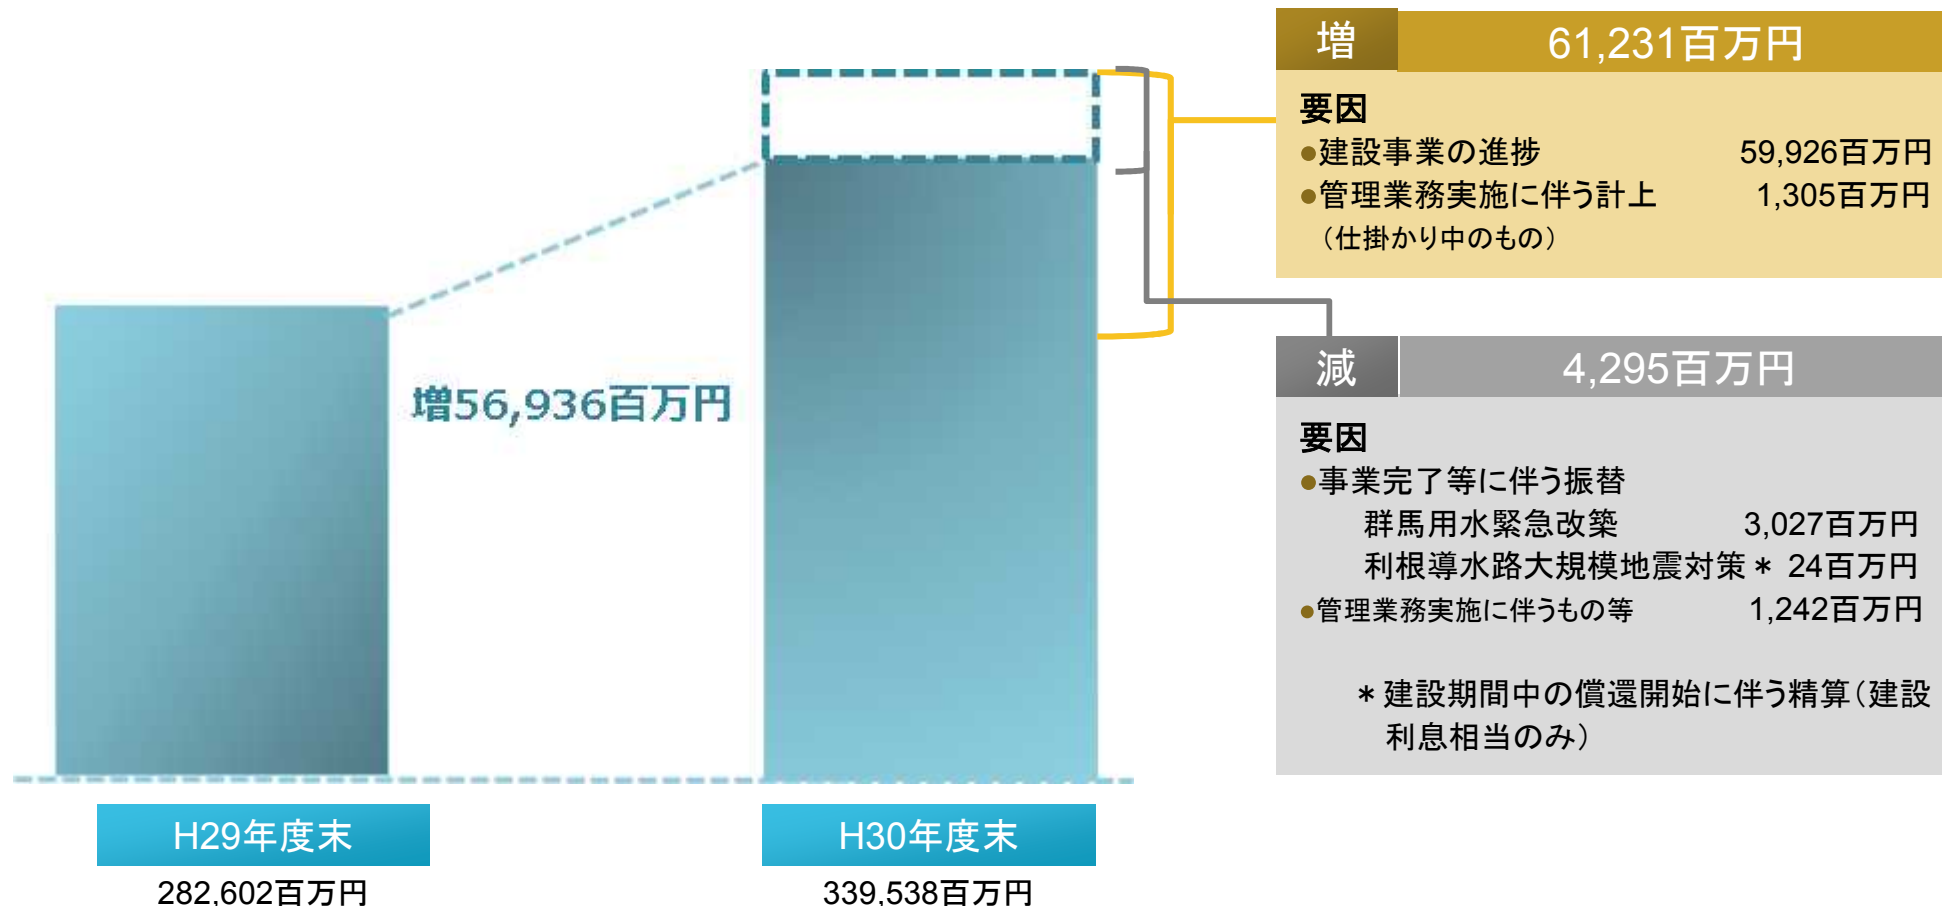 増56,936百万円
H29年度末
282,602百万円
H30年度末
339,538百万円
増 61,231百万円
要因
●建設事業の進捗 59,926百万円
●管理業務実施に伴う計上 1,305百万円
（仕掛かり中のもの）
減 4,295百万円
要因
●事業完了等に伴う振替
群馬用水緊急改築 3,027百万円
利根導水路大規模地震対策＊ 24百万円
●管理業務実施に伴うもの等 1,242百万円
＊建設期間中の償還開始に伴う精算（建設
利息相当のみ）